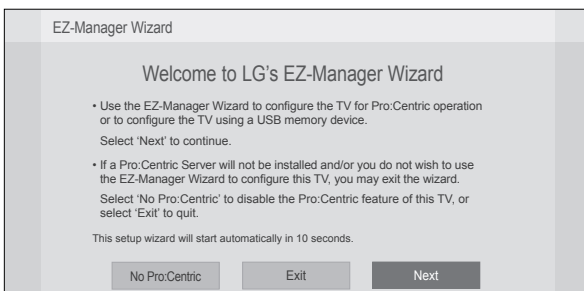 EZ-Manager Wizard
Welcome to LG's EZ-Manager Wizard
• Use the EZ-Manager Wizard to configure the TV for Pro:Centric operation
or to configure the TV using a USB memory device.
Select ‘Next’ to continue.
• If a Pro:Centric Server will not be installed and/or you do not wish to use
the EZ-Manager Wizard to configure this TV, you may exit the wizard.
Select ‘No Pro:Centric’ to disable the Pro:Centric feature of this TV, or
select ‘Exit’ to quit.
This setup wizard will start automatically in 10 seconds.
No Pro:Centric Exit Next